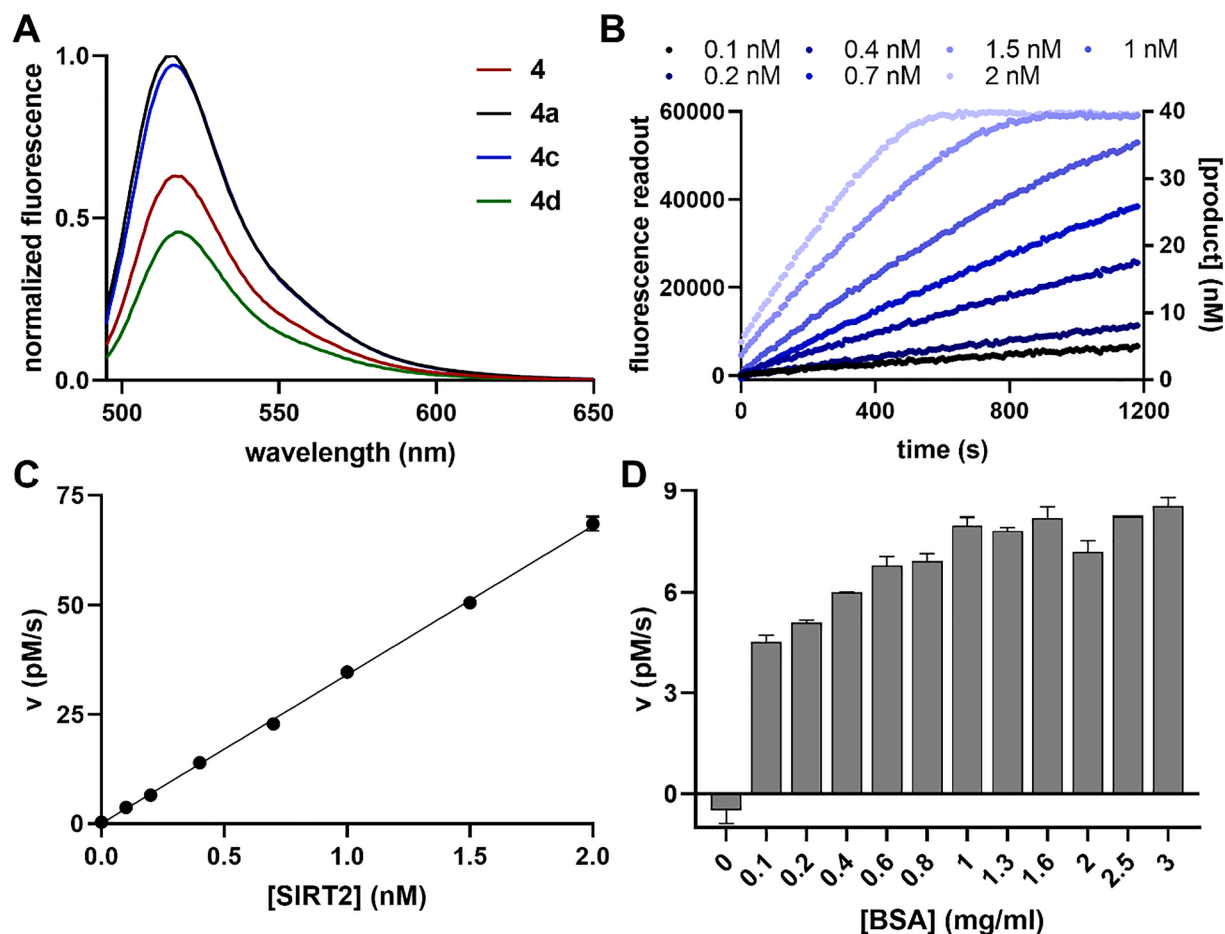 A
1.0
0.5
0.0
500
550
600
650
normalized fluorescence
wavelength (nm)
4
4a
4c
4d
B
0.1 nM
0.4 nM
1.5 nM
1 nM
0.2 nM
0.7 nM
2 nM
60000
40000
20000
0
40
30
20
10
0
0
400
800
1200
fluorescence readout
[product] (nM)
time (s)
C
75
50
25
0
0.0
0.5
1.0
1.5
2.0
v (pM/s)
[SIRT2] (nM)
D
9
6
3
0
v (pM/s)
0
0.1
0.2
0.4
0.6
0.8
1
1.3
1.6
2
2.5
3
[BSA] (mg/ml)